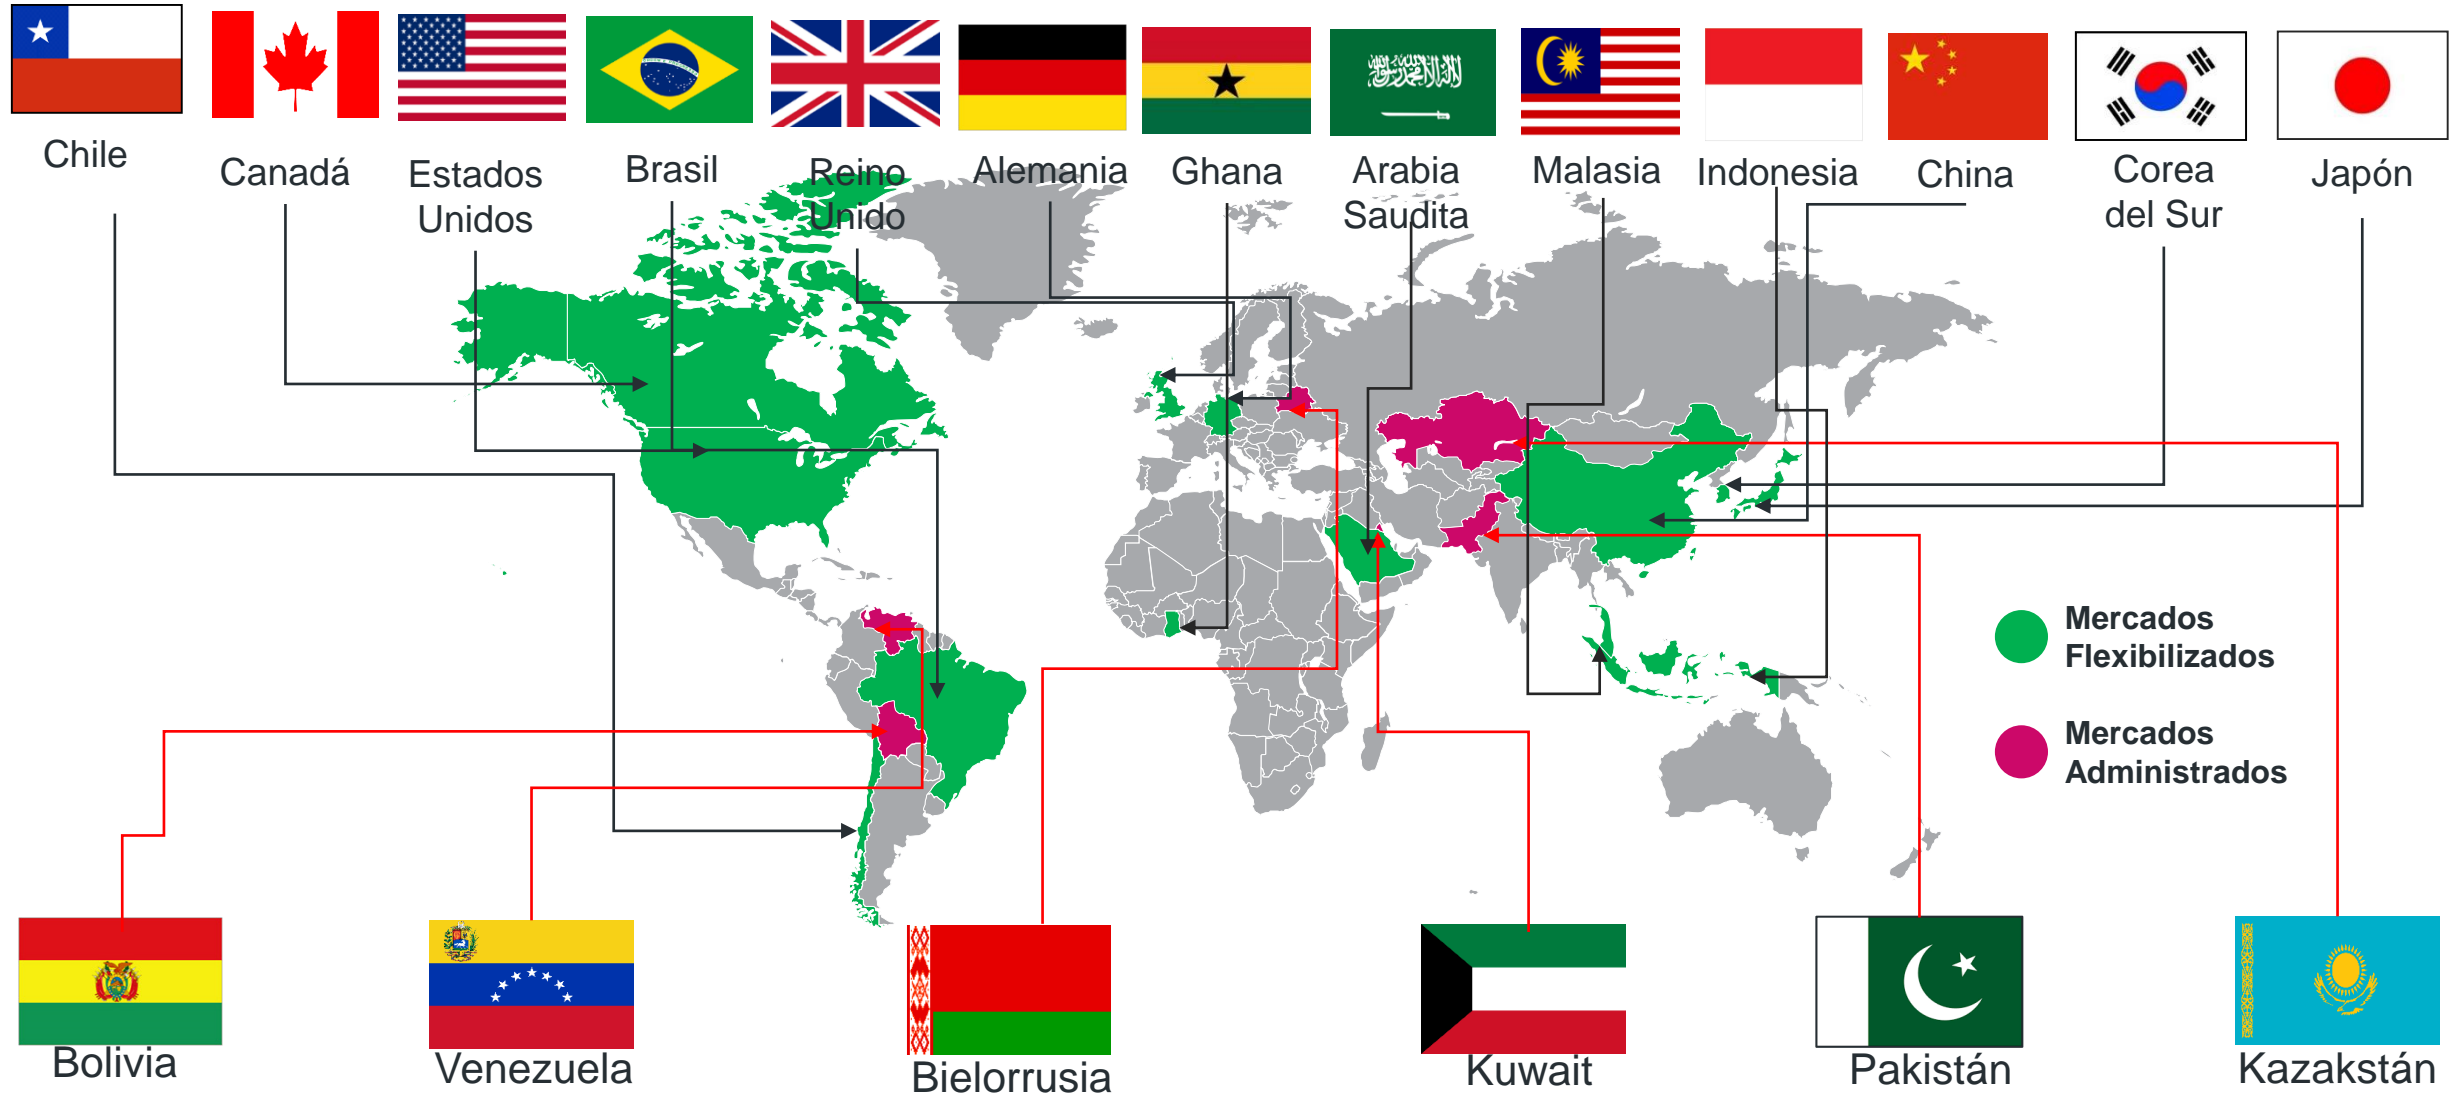 Chile
Canadá
Estados
Unidos
Brasil
Reino
Unido
Alemania
Ghana
Arabia
Saudita
Malasia
Indonesia
China
Corea
del Sur
Japón
Mercados
Flexibilizados
Mercados
Administrados
Bolivia
Venezuela
Bielorrusia
Kuwait
Pakistán
Kazakstán